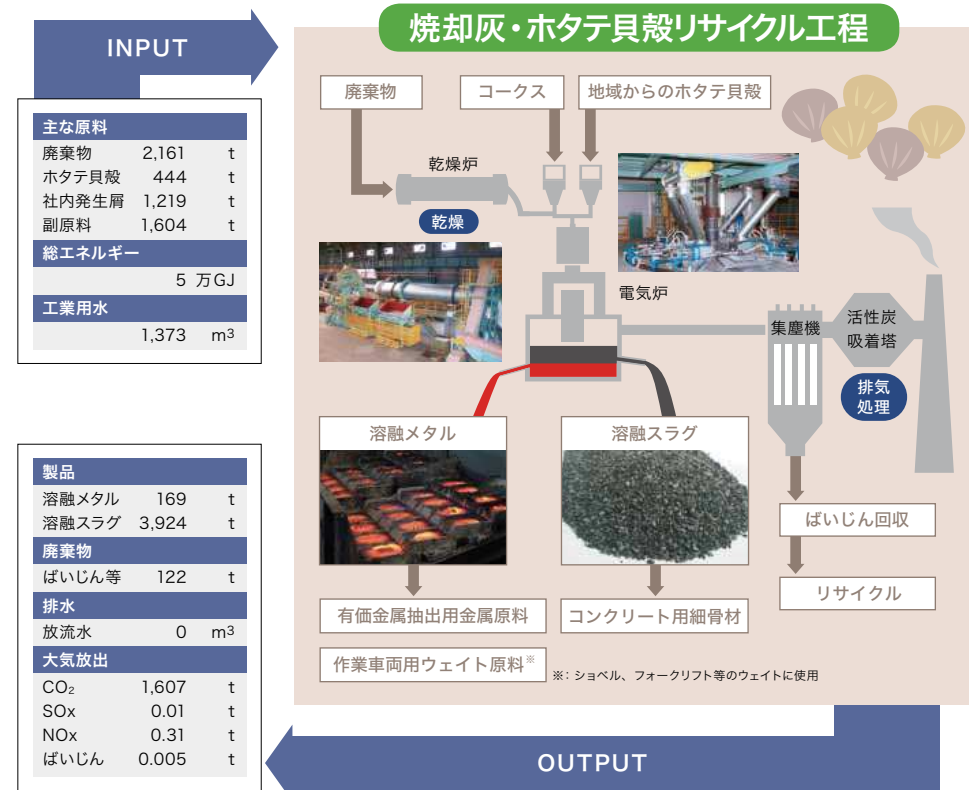 INPUT
焼却灰・ホタテ貝殻リサイクル工程
主な原料
廃棄物 2,161 t
ホタテ貝殻 444 t
社内発生屑 1,219 t
副原料 1,604 t
総エネルギー
5 万GJ
工業用水
1,373 m³
製品
溶融メタル 169 t
溶融スラグ 3,924 t
廃棄物
ばいじん等 122 t
排水
放流水 0 m³
大気放出
CO₂ 1,607 t
SOx 0.01 t
NOx 0.31 t
ばいじん 0.005 t
廃棄物
コークス
地域からのホタテ貝殻
乾燥炉
乾燥
電気炉
集塵機
活性炭
吸着塔
排気
処理
溶融メタル
溶融スラグ
ばいじん回収
リサイクル
有価金属抽出用金属原料
コンクリート用細骨材
作業車両用ウェイト原料※
※：ショベル、フォークリフト等のウェイトに使用
OUTPUT